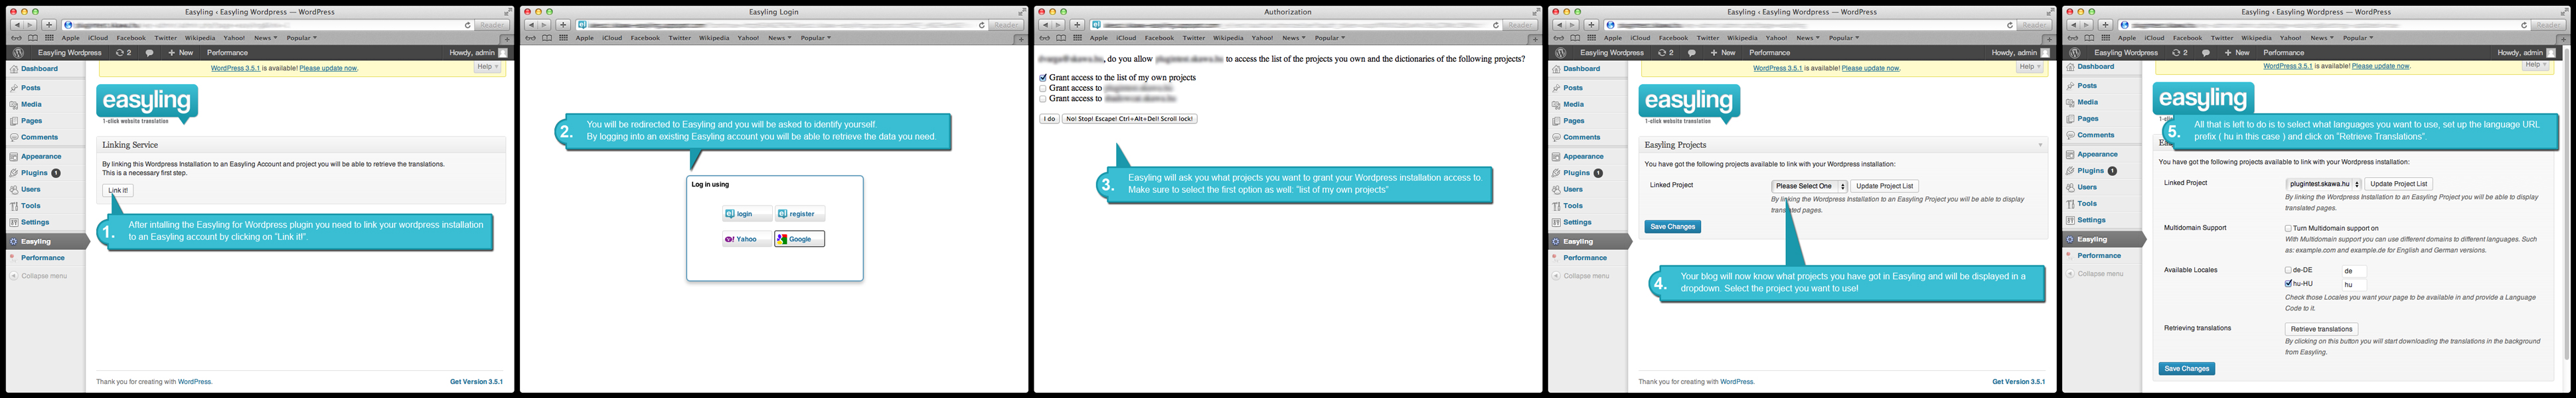 Easyling ‹ Easyling Wordpress — WordPress
Reader
Apple iCloud Facebook Twitter Wikipedia Yahoo! News Popular
Easyling Wordpress 2 New Performance Howdy, admin
Dashboard
Posts
Media
Pages
Comments
Appearance
Plugins 1
Users
Tools
Settings
Easyling
Performance
Collapse menu
WordPress 3.5.1 is available! Please update now.
Help
easyling
1-click website translation
Linking Service
By linking this Wordpress Installation to an Easyling Account and project you will be able to retrieve the translations.
This is a necessary first step.
Link it!
1. After intalling the Easyling for Wordpress plugin you need to link your wordpress installation
to an Easyling account by clicking on "Link it!".
Thank you for creating with WordPress.
Get Version 3.5.1
Easyling Login
Reader
Apple iCloud Facebook Twitter Wikipedia Yahoo! News Popular
2. You will be redirected to Easyling and you will be asked to identify yourself.
By logging into an existing Easyling account you will be able to retrieve the data you need.
Log in using
login register
Yahoo Google
Authorization
Reader
Apple iCloud Facebook Twitter Wikipedia Yahoo! News Popular
, do you allow to access the list of the projects you own and the dictionaries of the following projects?
Grant access to the list of my own projects
Grant access to
Grant access to
I do No! Stop! Escape! Ctrl+Alt+Del! Scroll lock!
3. Easyling will ask you what projects you want to grant your Wordpress installation access to.
Make sure to select the first option as well: "list of my own projects"
Easyling ‹ Easyling Wordpress — WordPress
Reader
Apple iCloud Facebook Twitter Wikipedia Yahoo! News Popular
Easyling Wordpress 2 New Performance Howdy, admin
Dashboard
Posts
Media
Pages
Comments
Appearance
Plugins 1
Users
Tools
Settings
Easyling
Performance
Collapse menu
WordPress 3.5.1 is available! Please update now.
Help
easyling
1-click website translation
Easyling Projects
You have got the following projects available to link with your Wordpress installation:
Linked Project Please Select One Update Project List
By linking the Wordpress Installation to an Easyling Project you will be able to display
translated pages.
Save Changes
4. Your blog will now know what projects you have got in Easyling and will be displayed in a
dropdown. Select the project you want to use!
Thank you for creating with WordPress.
Get Version 3.5.1
Easyling ‹ Easyling Wordpress — WordPress
Reader
Apple iCloud Facebook Twitter Wikipedia Yahoo! News Popular
Easyling Wordpress 2 New Performance Howdy, admin
Dashboard
Posts
Media
Pages
Comments
Appearance
Plugins 1
Users
Tools
Settings
Easyling
Performance
Collapse menu
WordPress 3.5.1 is available! Please update now.
Help
easyling
5. All that is left to do is to select what languages you want to use, set up the language URL
prefix ( hu in this case ) and click on "Retrieve Translations".
You have got the following projects available to link with your Wordpress installation:
Linked Project plugintest.skawa.hu Update Project List
By linking the Wordpress Installation to an Easyling Project you will be able to display
translated pages.
Multidomain Support Turn Multidomain support on
With Multidomain support you can use different domains to different languages. Such
as: example.com and example.de for English and German versions.
Available Locales de-DE de
hu-HU hu
Check those Locales you want your page to be available in and provide a Language
Code to it.
Retrieving translations Retrieve translations
By clicking on this button you will start downloading the translations in the background
from Easyling.
Save Changes